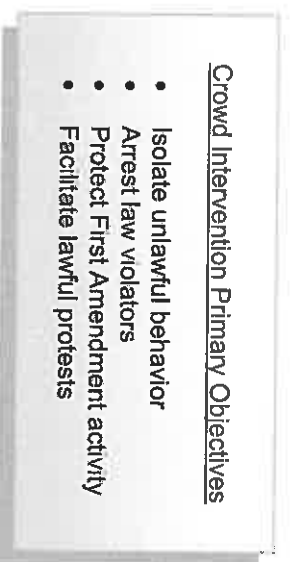 Crowd Intervention Primary Objectives
• Isolate unlawful behavior
• Arrest law violators
• Protect First Amendment activity
• Facilitate lawful protests